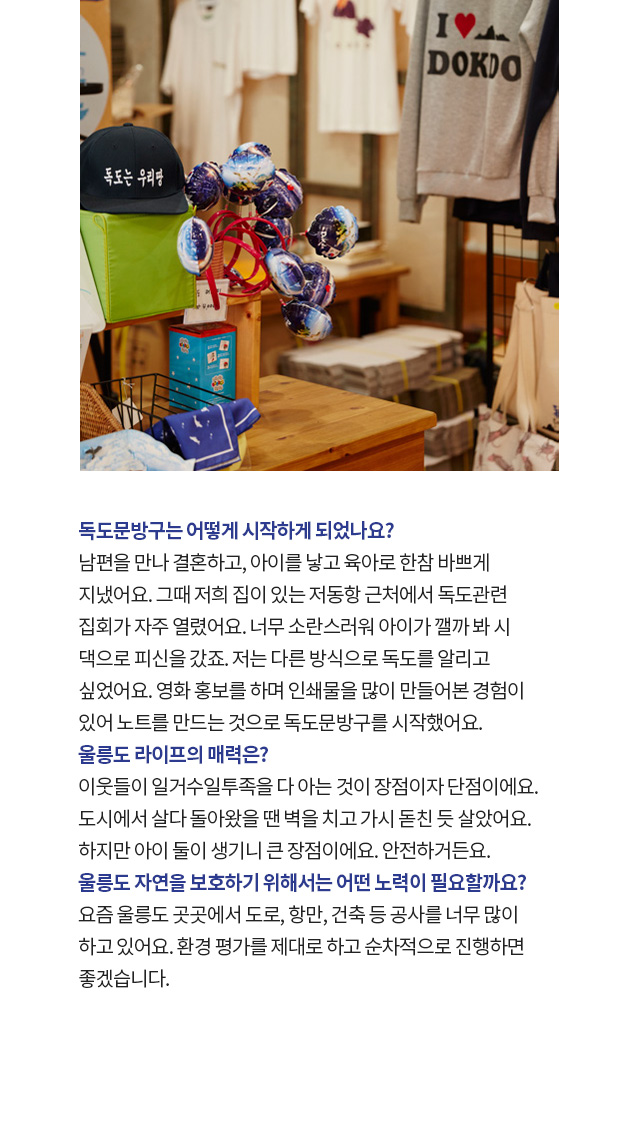 I ♥
DOKDO
독도는 우리땅
독도문방구는 어떻게 시작하게 되었나요?
남편을 만나 결혼하고, 아이를 낳고 육아로 한참 바쁘게
지냈어요. 그때 저희 집이 있는 저동항 근처에서 독도관련
집회가 자주 열렸어요. 너무 소란스러워 아이가 깰까 봐 시
댁으로 피신을 갔죠. 저는 다른 방식으로 독도를 알리고
싶었어요. 영화 홍보를 하며 인쇄물을 많이 만들어본 경험이
있어 노트를 만드는 것으로 독도문방구를 시작했어요.
울릉도 라이프의 매력은?
이웃들이 일거수일투족을 다 아는 것이 장점이자 단점이에요.
도시에서 살다 돌아왔을 땐 벽을 치고 가시 돋친 듯 살았어요.
하지만 아이 둘이 생기니 큰 장점이에요. 안전하거든요.
울릉도 자연을 보호하기 위해서는 어떤 노력이 필요할까요?
요즘 울릉도 곳곳에서 도로, 항만, 건축 등 공사를 너무 많이
하고 있어요. 환경 평가를 제대로 하고 순차적으로 진행하면
좋겠습니다.